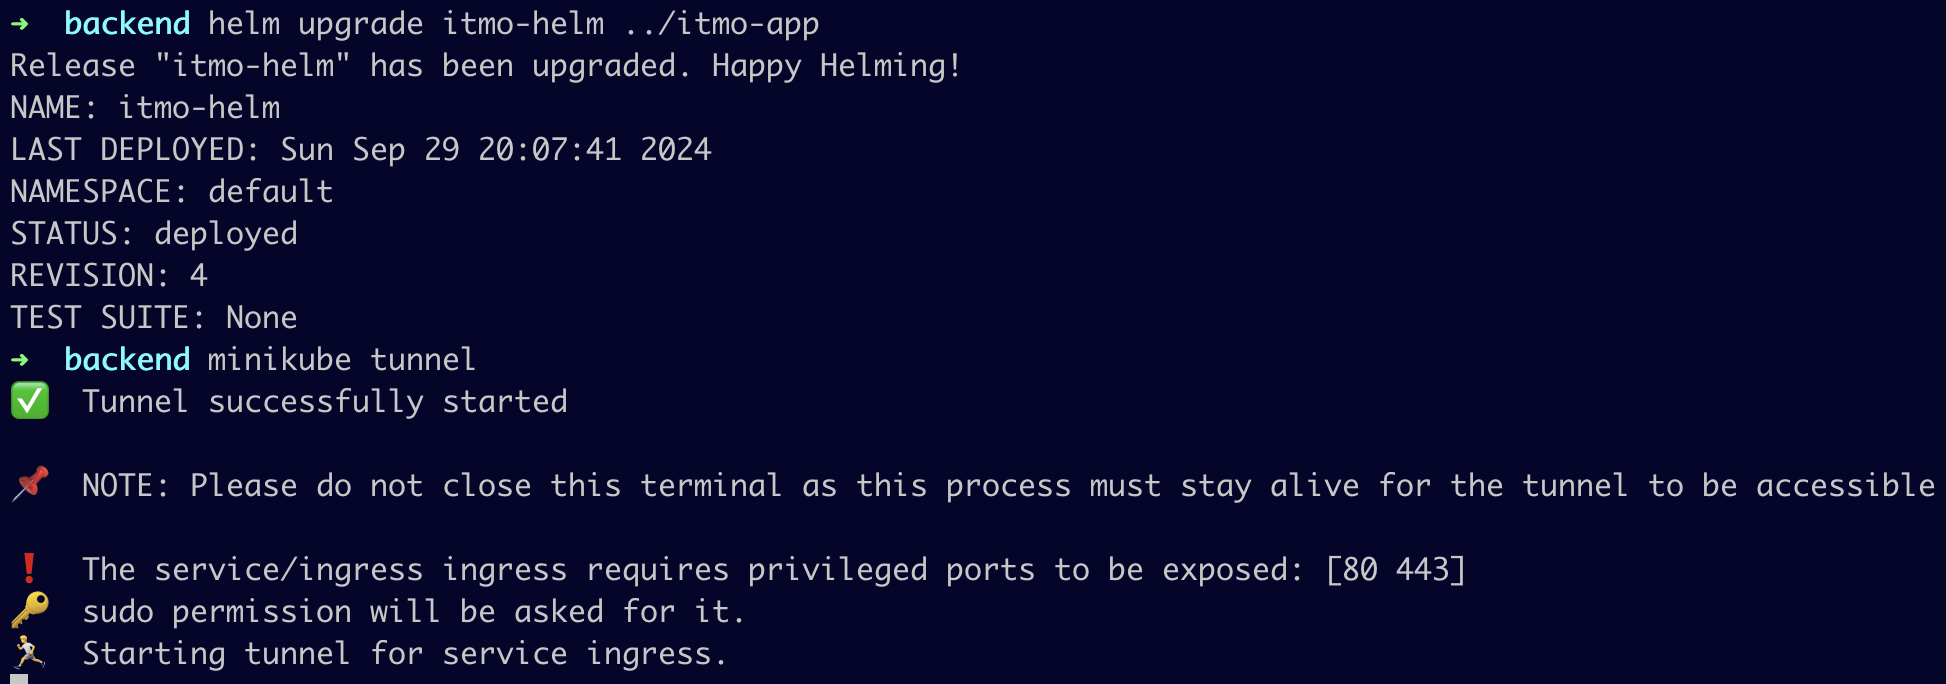 ➜  backend helm upgrade itmo-helm ../itmo-app
Release "itmo-helm" has been upgraded. Happy Helming!
NAME: itmo-helm
LAST DEPLOYED: Sun Sep 29 20:07:41 2024
NAMESPACE: default
STATUS: deployed
REVISION: 4
TEST SUITE: None
➜  backend minikube tunnel
✅  Tunnel successfully started
📌  NOTE: Please do not close this terminal as this process must stay alive for the tunnel to be accessible
❗  The service/ingress ingress requires privileged ports to be exposed: [80 443]
🔑  sudo permission will be asked for it.
🏃  Starting tunnel for service ingress.